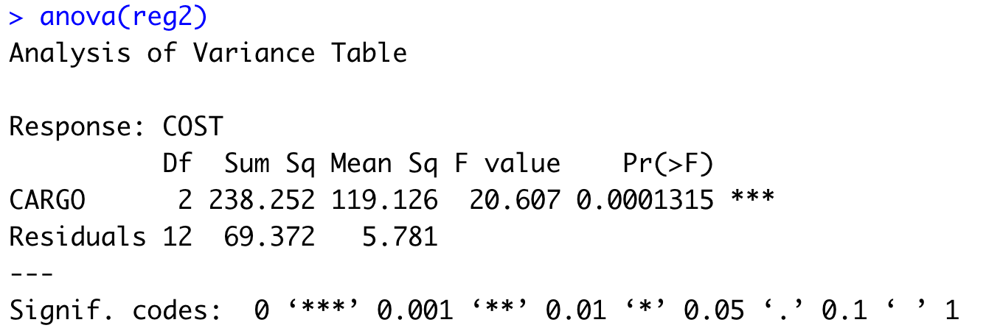 > anova(reg2)
Analysis of Variance Table
Response: COST
Df Sum Sq Mean Sq F value Pr(>F)
CARGO 2 238.252 119.126 20.607 0.0001315 ***
Residuals 12 69.372 5.781
---
Signif. codes: 0 ‘***’ 0.001 ‘**’ 0.01 ‘*’ 0.05 ‘.’ 0.1 ‘ ’ 1